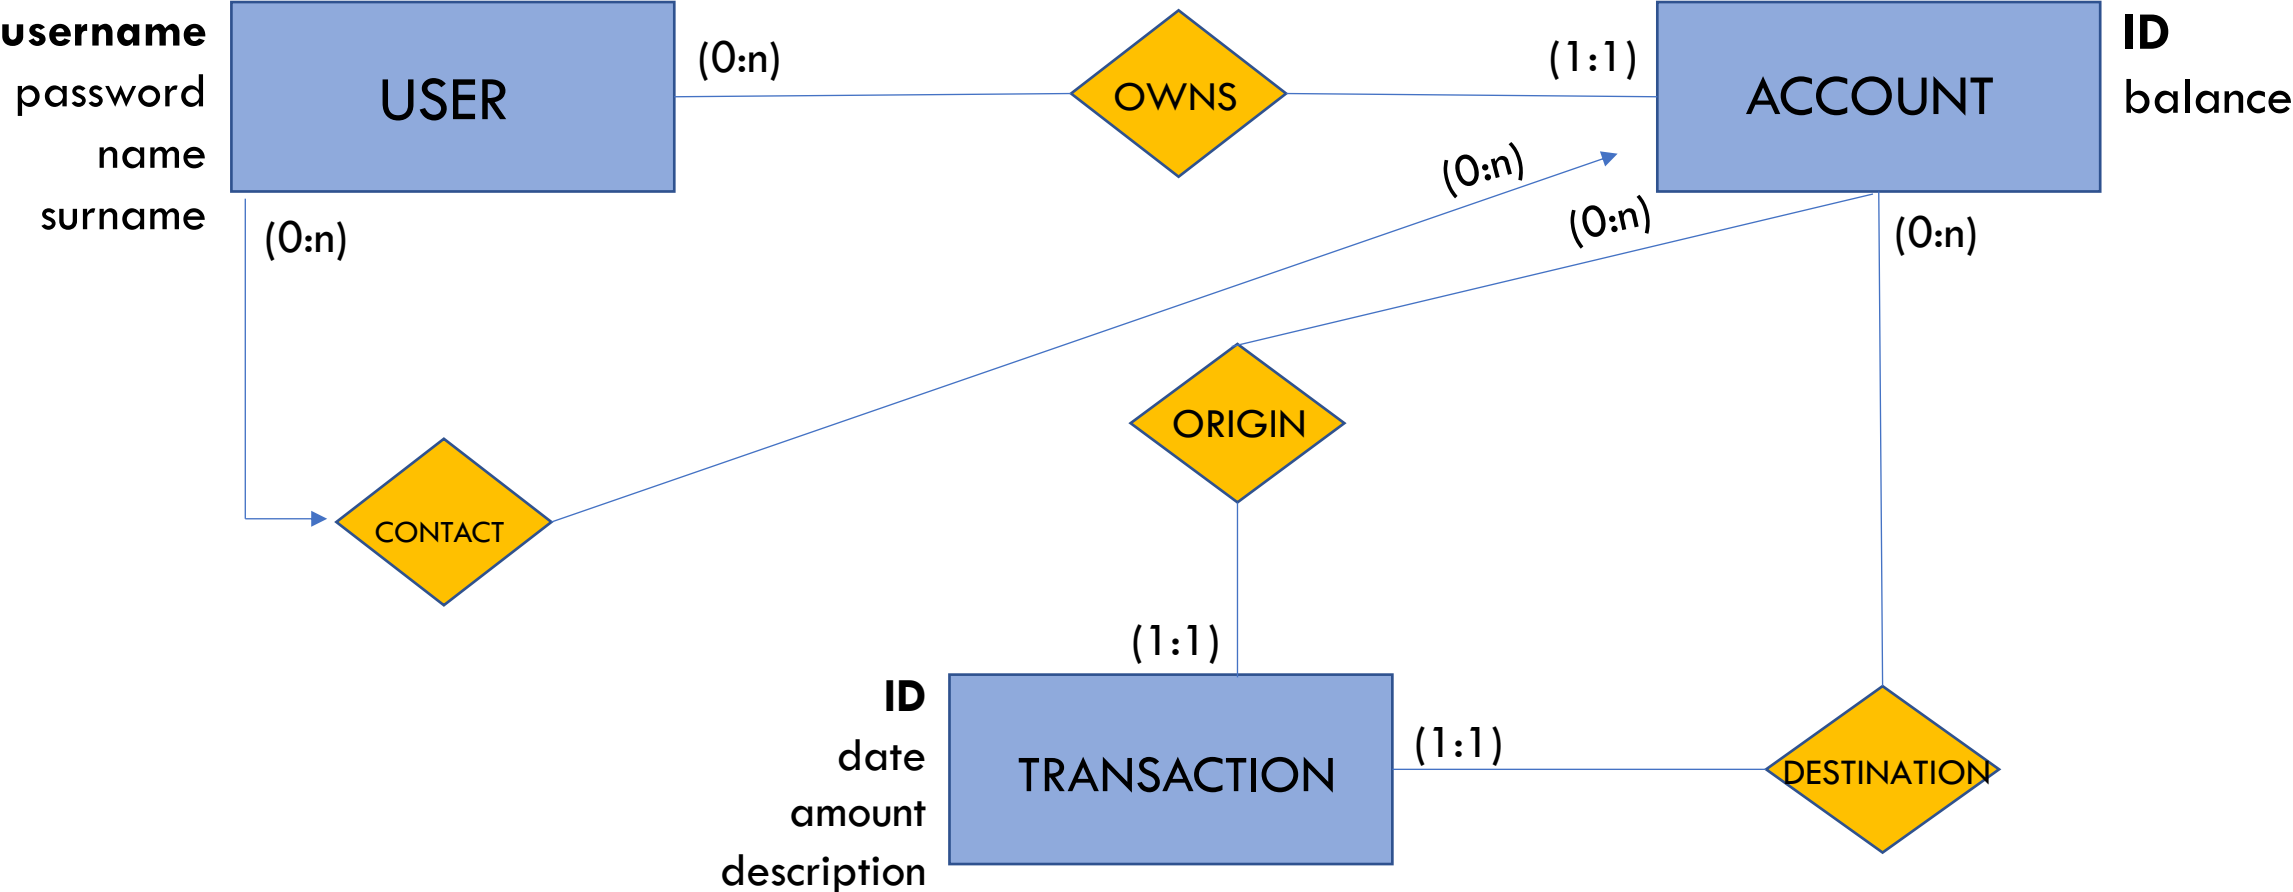 username
password
name
surname
USER
(0:n)
OWNS
(1:1)
ACCOUNT
ID
balance
(0:n)
(0:n)
(0:n)
(0:n)
CONTACT
ORIGIN
(1:1)
ID
date
amount
description
TRANSACTION
(1:1)
DESTINATION